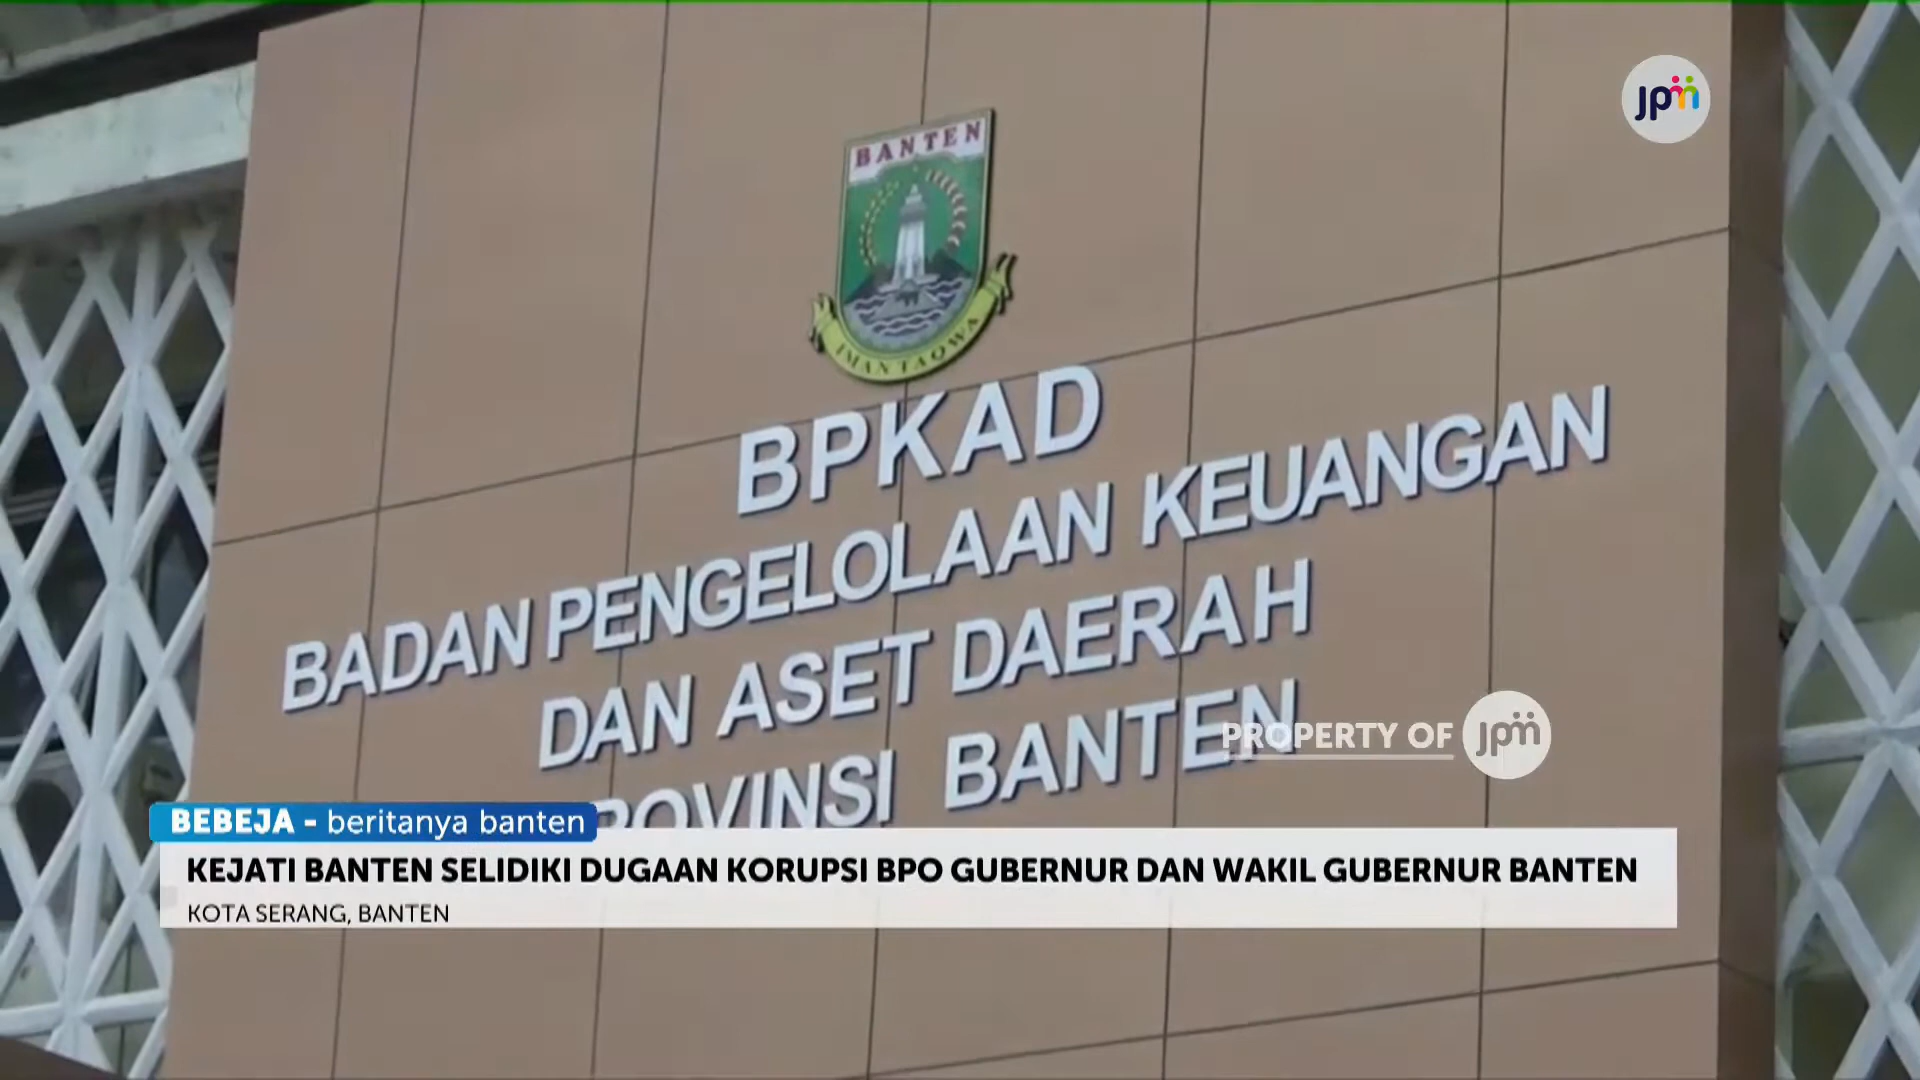 jpm
BANTEN
IMAN TAQWA
BPKAD
BADAN PENGELOLAAN KEUANGAN
DAN ASET DAERAH
PROVINSI BANTEN
PROPERTY OF jpm
BEBEJA - beritanya banten
KEJATI BANTEN SELIDIKI DUGAAN KORUPSI BPO GUBERNUR DAN WAKIL GUBERNUR BANTEN
KOTA SERANG, BANTEN